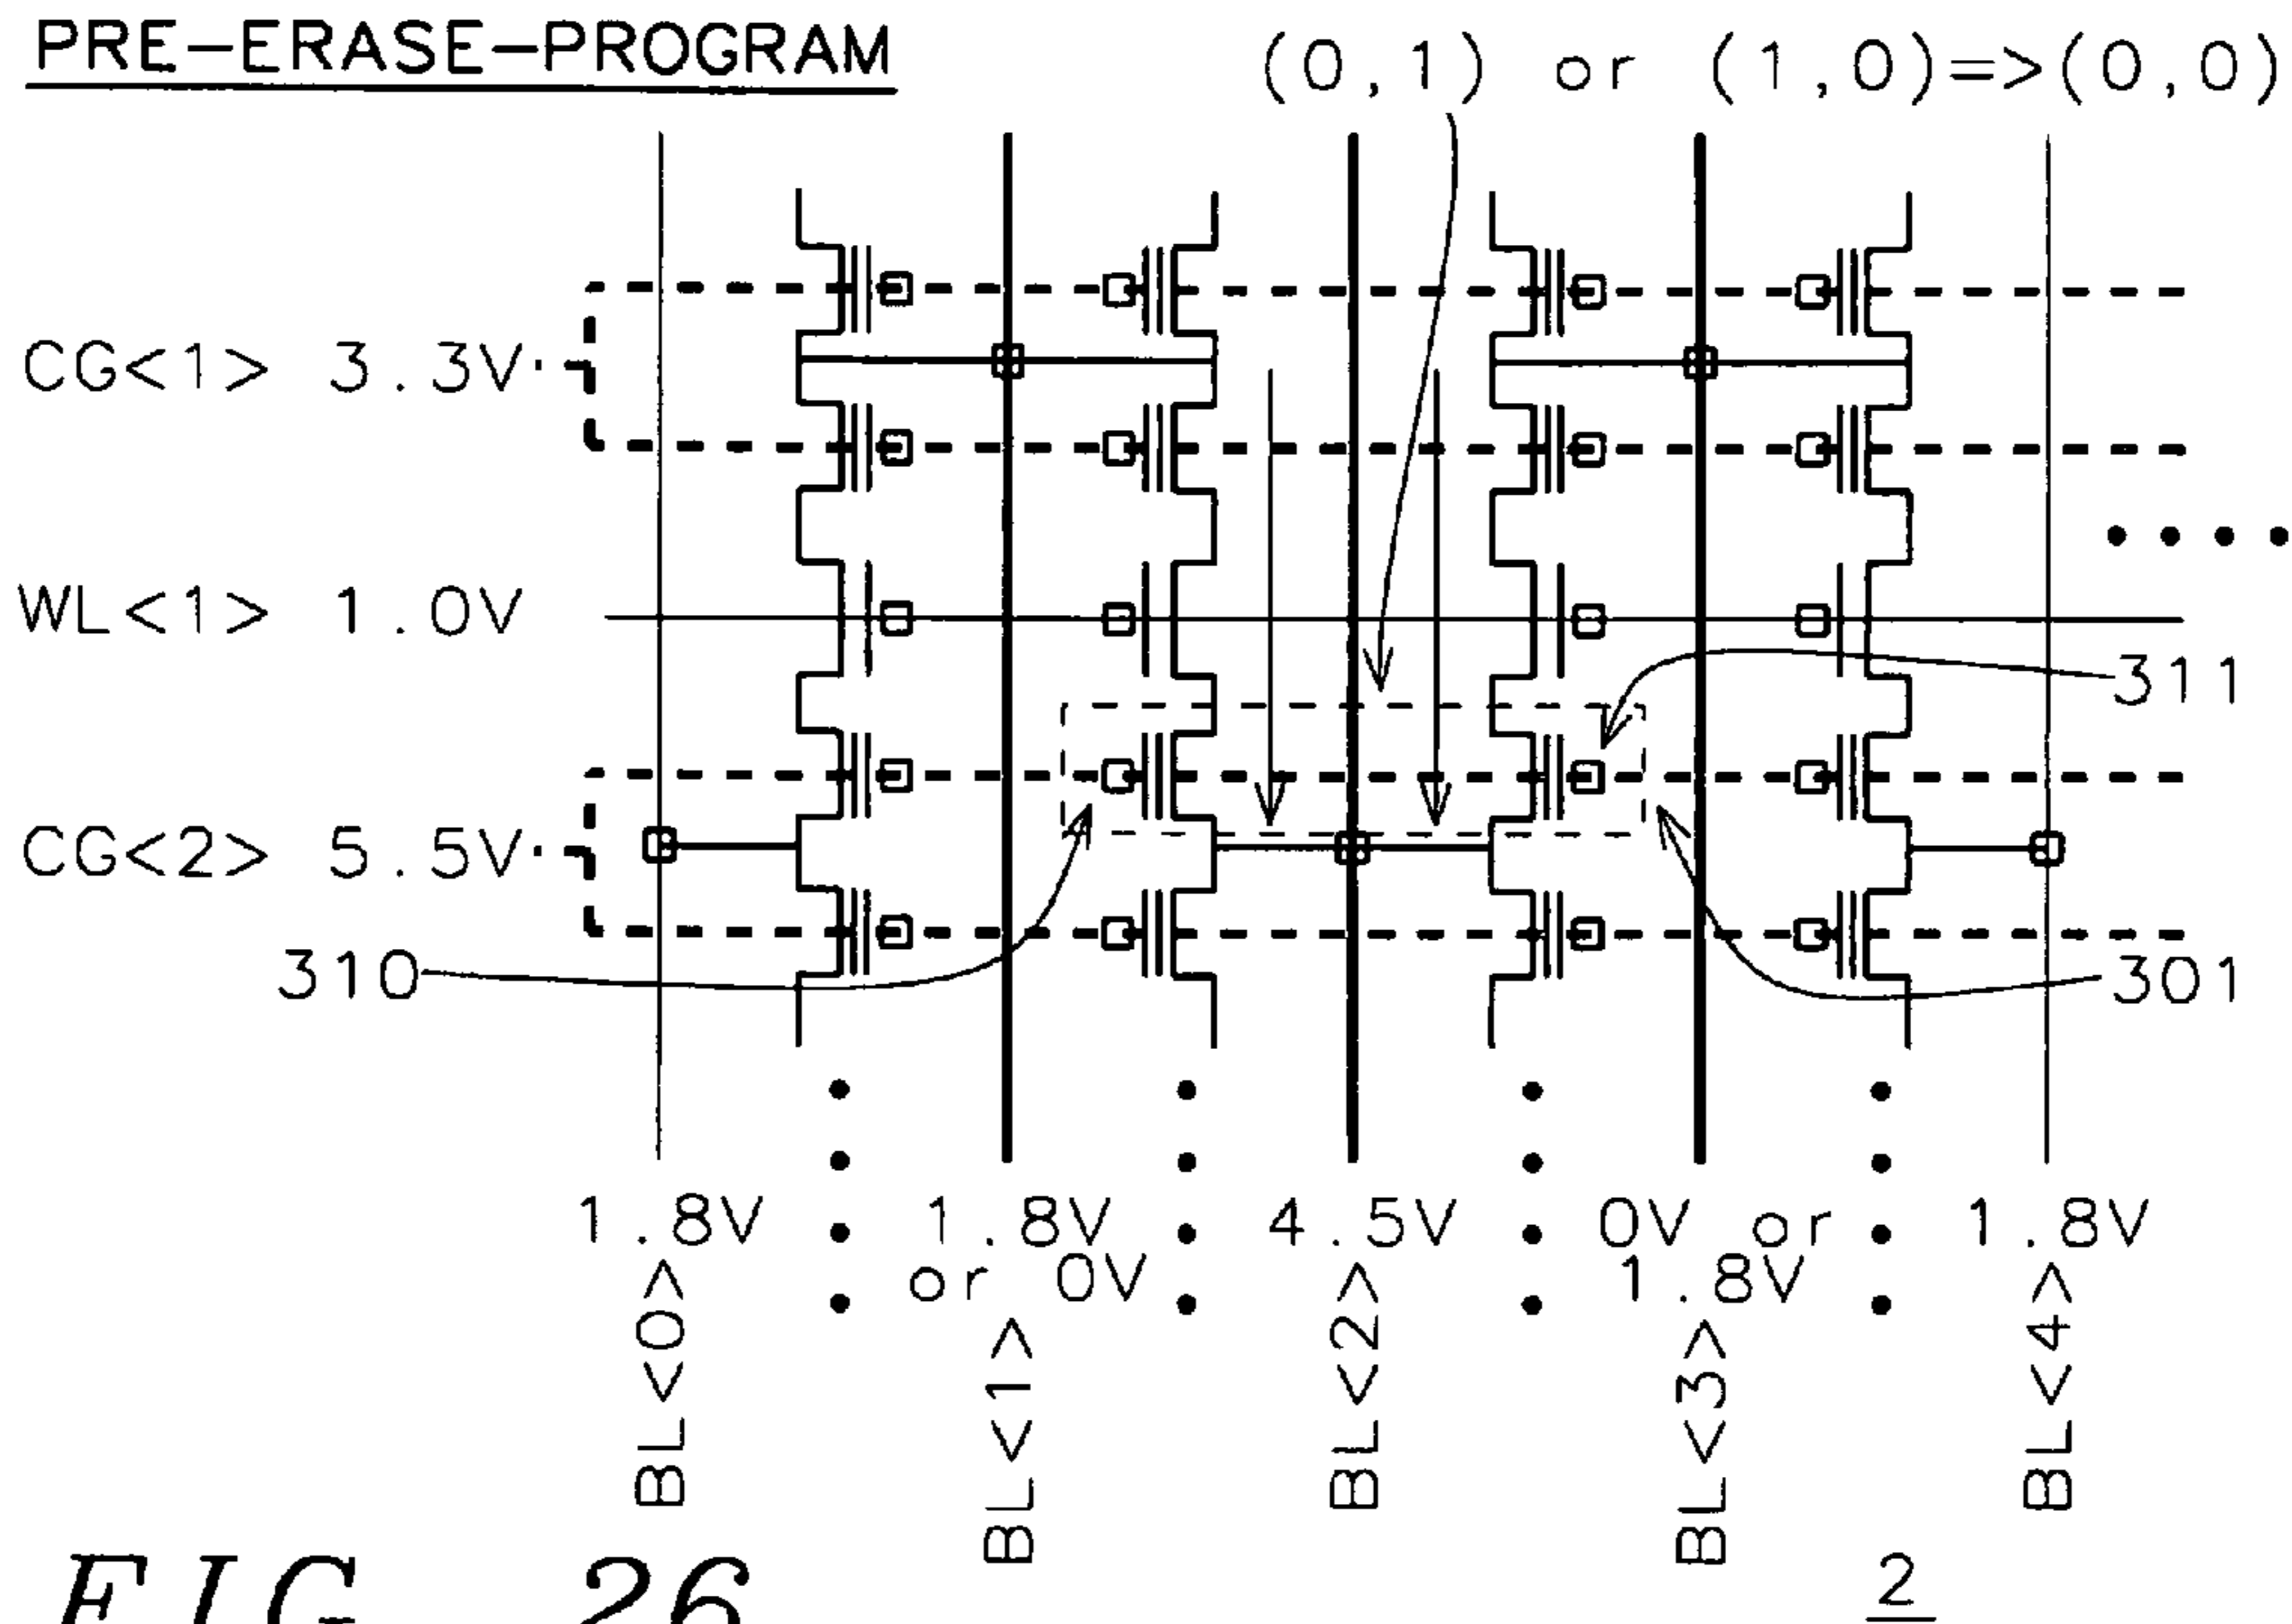 PRE-ERASE-PROGRAM
(0,1) or (1,0)=>(0,0)
CG<1> 3.3V
WL<1> 1.0V
311
CG<2> 5.5V
310
301
1.8V
1.8V
or 0V
4.5V
0V or
1.8V
1.8V
BL<0>
BL<1>
BL<2>
BL<3>
BL<4>
FIG. 26
2